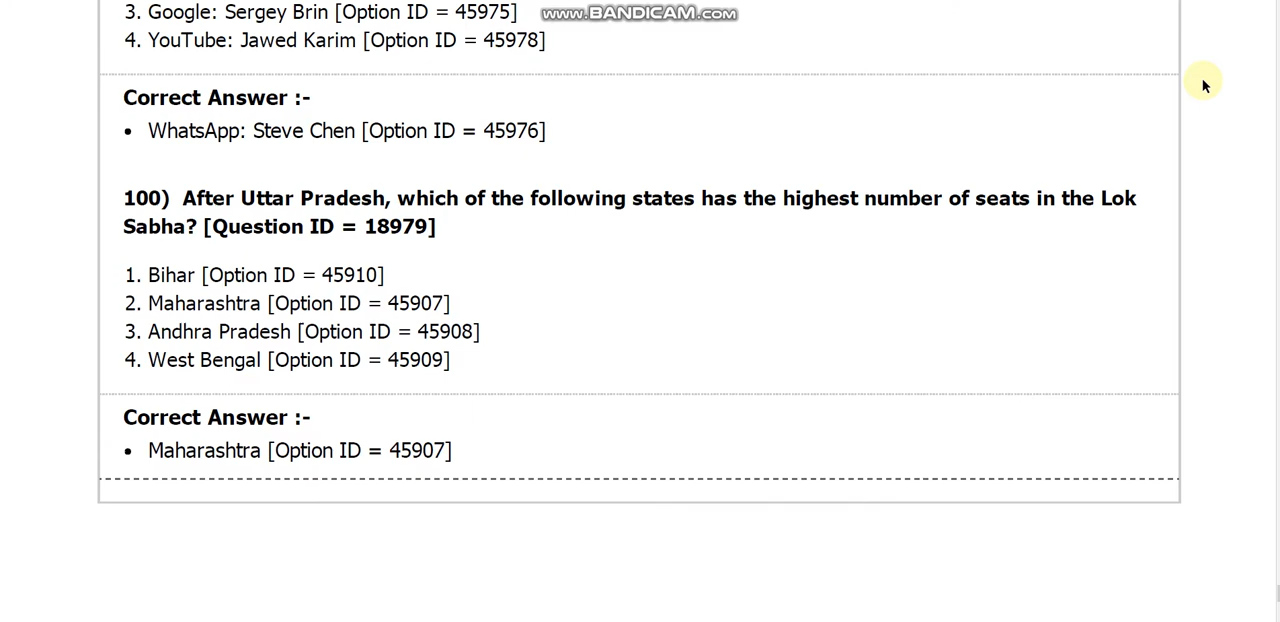 3. Google: Sergey Brin [Option ID = 45975]
www.BANDICAM.com
4. YouTube: Jawed Karim [Option ID = 45978]
Correct Answer :-
• WhatsApp: Steve Chen [Option ID = 45976]
100) After Uttar Pradesh, which of the following states has the highest number of seats in the Lok
Sabha? [Question ID = 18979]
1. Bihar [Option ID = 45910]
2. Maharashtra [Option ID = 45907]
3. Andhra Pradesh [Option ID = 45908]
4. West Bengal [Option ID = 45909]
Correct Answer :-
• Maharashtra [Option ID = 45907]